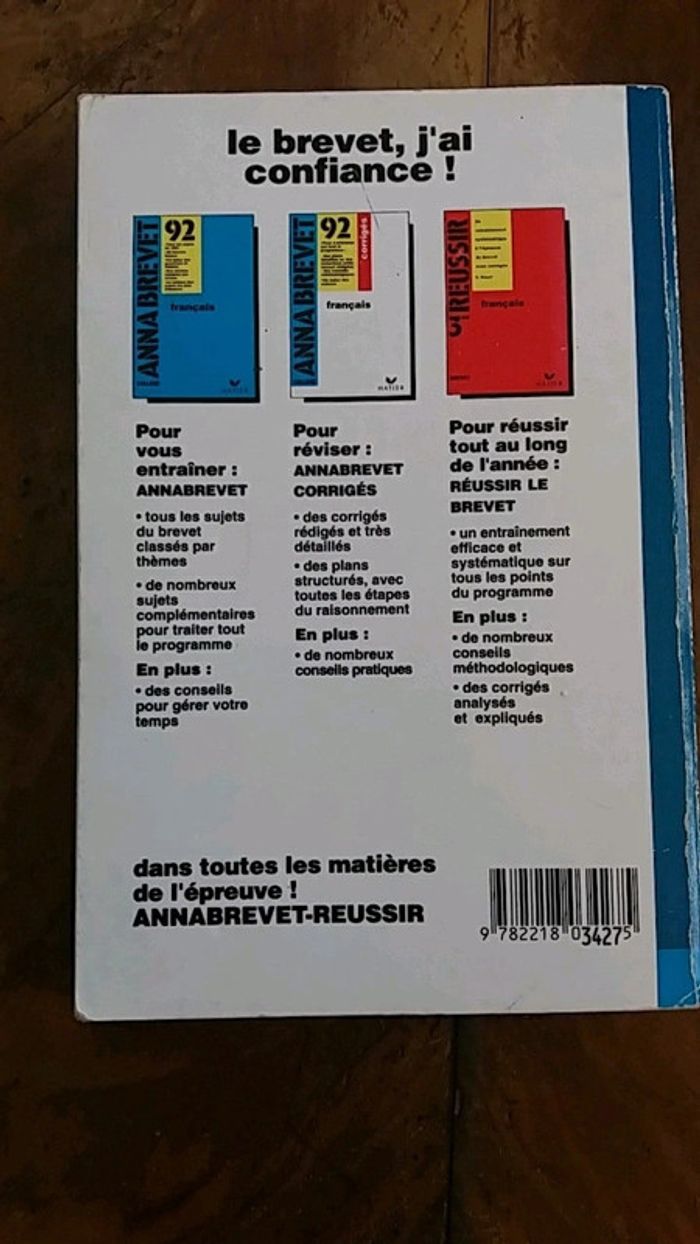 le brevet, j'ai
confiance !
ANNABREVET
92
français
HATIER
ANNABREVET
92
corrigés
français
HATIER
REUSSIR
français
HATIER
Pour
vous
entraîner :
ANNABREVET
• tous les sujets
du brevet
classés par
thèmes
• de nombreux
sujets
complémentaires
pour traiter tout
le programme
En plus :
• des conseils
pour gérer votre
temps
Pour
réviser :
ANNABREVET
CORRIGÉS
• des corrigés
rédigés et très
détaillés
• des plans
structurés, avec
toutes les étapes
du raisonnement
En plus :
• de nombreux
conseils pratiques
Pour réussir
tout au long
de l'année :
RÉUSSIR LE
BREVET
• un entraînement
efficace et
systématique sur
tous les points
du programme
En plus :
• de nombreux
conseils
méthodologiques
• des corrigés
analysés
et expliqués
dans toutes les matières
de l'épreuve !
ANNABREVET-REUSSIR
9 782218 034275